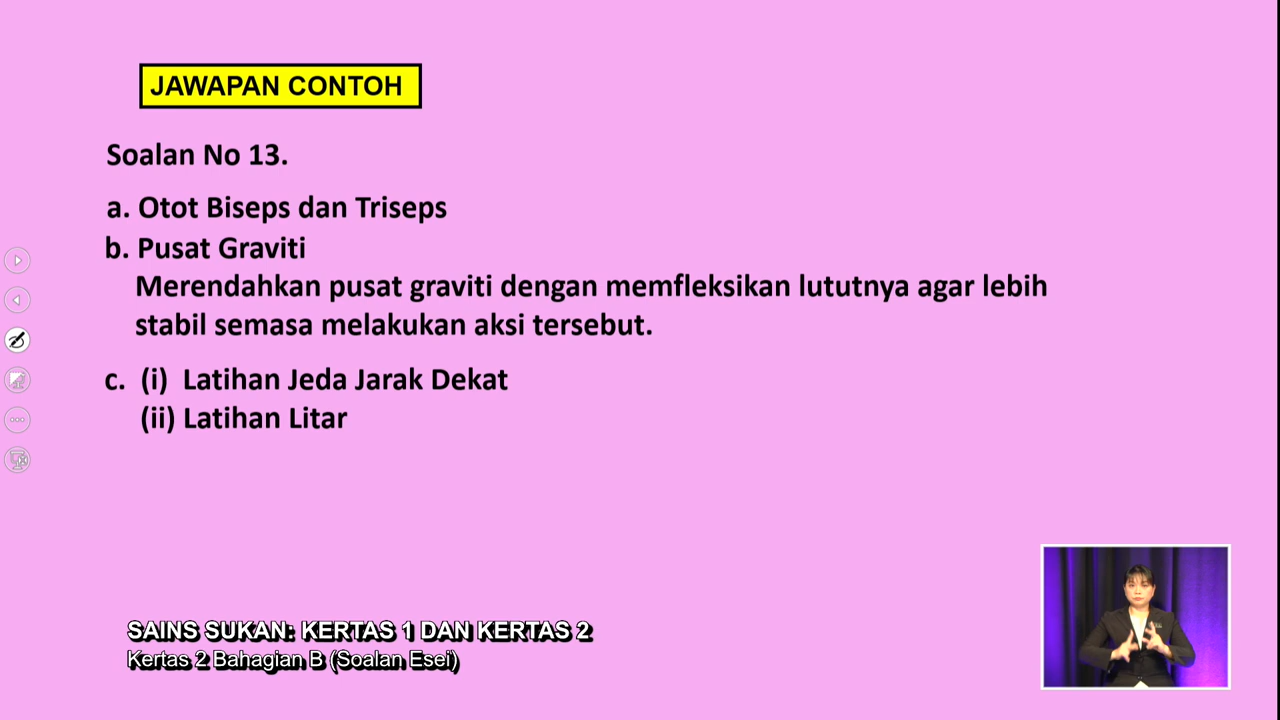 JAWAPAN CONTOH
Soalan No 13.
a. Otot Biseps dan Triseps
b. Pusat Graviti
Merendahkan pusat graviti dengan memfleksikan lututnya agar lebih
stabil semasa melakukan aksi tersebut.
c. (i) Latihan Jeda Jarak Dekat
(ii) Latihan Litar
SAINS SUKAN: KERTAS 1 DAN KERTAS 2
Kertas 2 Bahagian B (Soalan Esei)